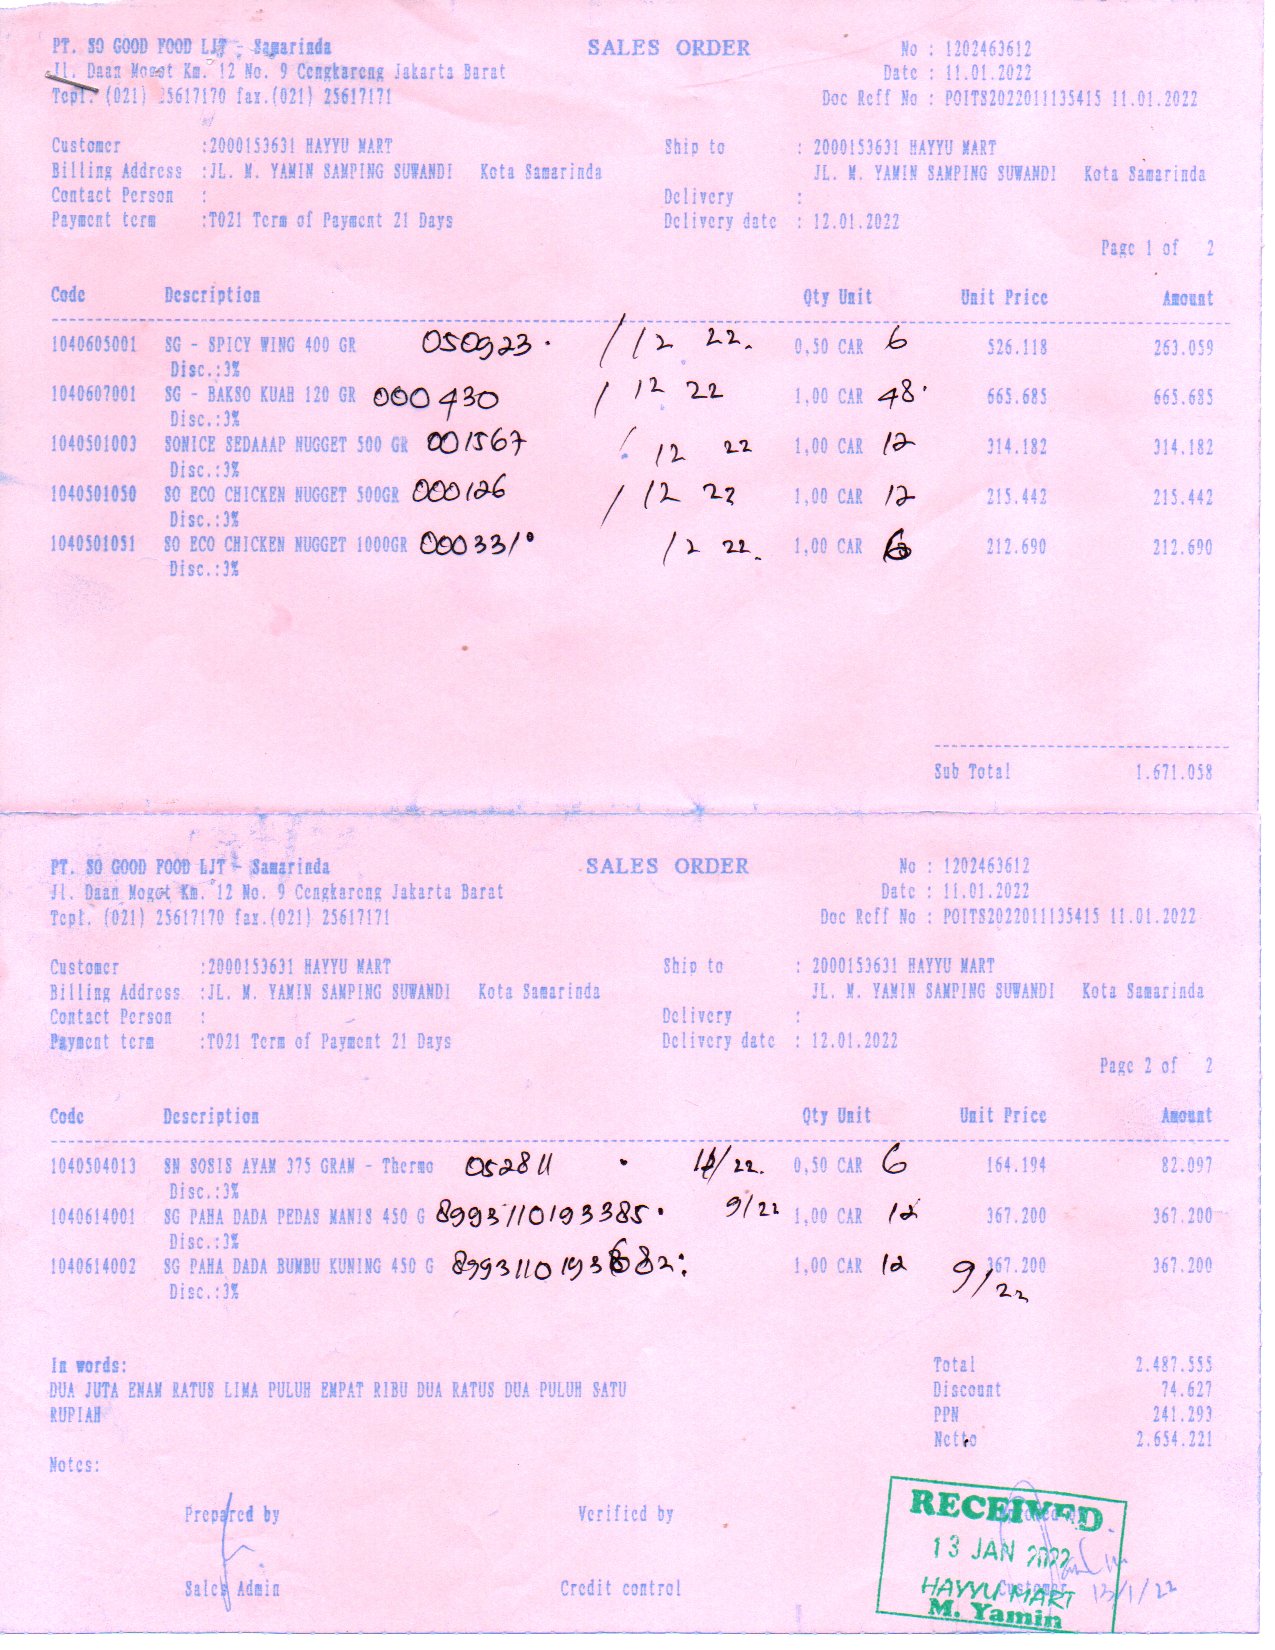 PT. SO GOOD FOOD LJT - Samarinda SALES ORDER No : 1202463612
Jl. Daan Mogot Km. 12 No. 9 Cengkareng Jakarta Barat Date : 11.01.2022
Tepl. (021) 25617170 fax.(021) 25617171 Doc Reff No : POITS2022011135415 11.01.2022
Customer :2000153631 HAYYU MART Ship to : 2000153631 HAYYU MART
Billing Address :JL. M. YAMIN SAMPING SUWANDI Kota Samarinda JL. M. YAMIN SAMPING SUWANDI Kota Samarinda
Contact Person : Delivery :
Payment term :T021 Term of Payment 21 Days Delivery date : 12.01.2022
Page 1 of 2
Code Description Qty Unit Unit Price Amount
1040605001 SG - SPICY WING 400 GR 050923. / 12 22. 0,50 CAR 6 526.118 263.059
Disc.:3%
1040607001 SG - BAKSO KUAH 120 GR 000430 / 12 22 1,00 CAR 48. 665.685 665.685
Disc.:3%
1040501003 SONICE SEDAAAP NUGGET 500 GR 001567 / 12 22 1,00 CAR 12 314.182 314.182
Disc.:3%
1040501050 SO ECO CHICKEN NUGGET 500GR 000126 / 12 22 1,00 CAR 12 215.442 215.442
Disc.:3%
1040501051 SO ECO CHICKEN NUGGET 1000GR 000331 12 22. 1,00 CAR 6 212.690 212.690
Disc.:3%
Sub Total 1.671.058
PT. SO GOOD FOOD LJT - Samarinda SALES ORDER No : 1202463612
Jl. Daan Mogot Km. 12 No. 9 Cengkareng Jakarta Barat Date : 11.01.2022
Tepl. (021) 25617170 fax.(021) 25617171 Doc Reff No : POITS2022011135415 11.01.2022
Customer :2000153631 HAYYU MART Ship to : 2000153631 HAYYU MART
Billing Address :JL. M. YAMIN SAMPING SUWANDI Kota Samarinda JL. M. YAMIN SAMPING SUWANDI Kota Samarinda
Contact Person : Delivery :
Payment term :T021 Term of Payment 21 Days Delivery date : 12.01.2022
Page 2 of 2
Code Description Qty Unit Unit Price Amount
1040504013 SN SOSIS AYAM 375 GRAM - Thermo 052811 /22. 0,50 CAR 6 164.194 82.097
Disc.:3%
1040614001 SG PAHA DADA PEDAS MANIS 450 G 8993110193385. 9/22 1,00 CAR 12 367.200 367.200
Disc.:3%
1040614002 SG PAHA DADA BUMBU KUNING 450 G 1,00 CAR 12 9/22 367.200 367.200
Disc.:3%
In words: Total 2.487.555
DUA JUTA ENAM RATUS LIMA PULUH EMPAT RIBU DUA RATUS DUA PULUH SATU Discount 74.627
RUPIAH PPN 241.293
Netto 2.654.221
Notes:
Prepared by Verified by
RECEIVED
13 JAN 2022
Sales Admin Credit control Customer 13/1/22
HAYYU MART
M. Yamin